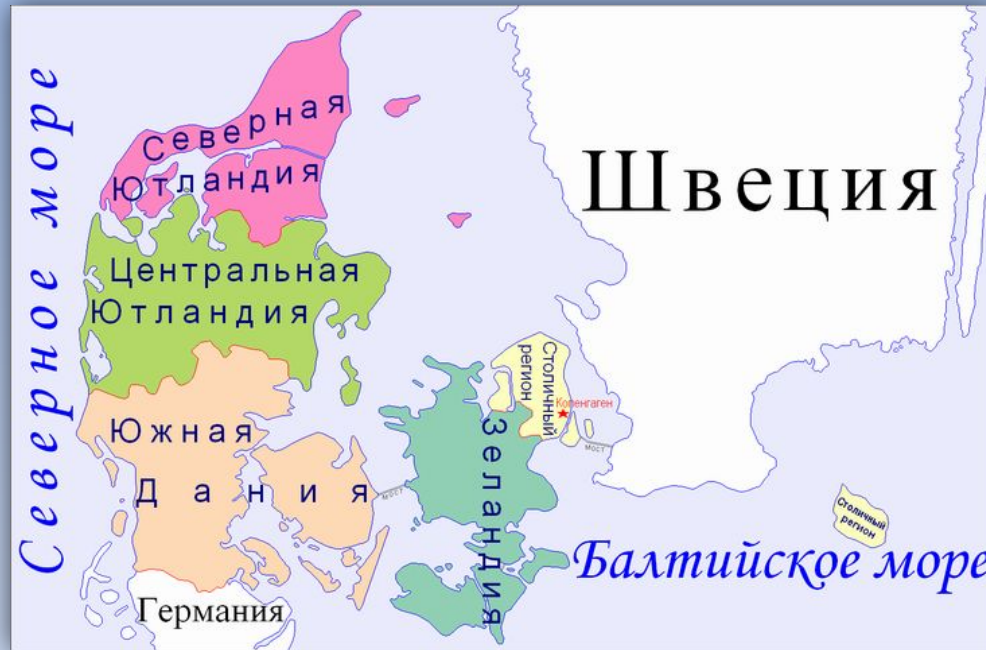 Северное море
Северная
Ютландия
Швеция
Центральная
Ютландия
Столичный
регион
Копенгаген
мост
Южная
Дания
мост
Зеландия
Столичный
регион
Балтийское море
Германия